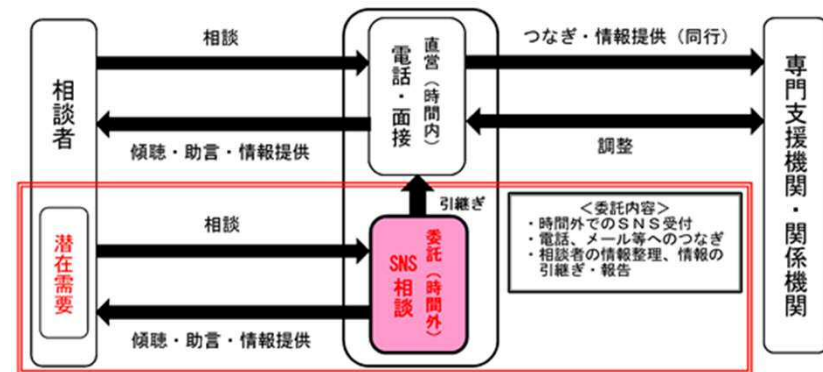 相談者
相談
傾聴・助言・情報提供
直営（時間内）
電話・面接
つなぎ・情報提供（同行）
調整
専門支援機関・関係機関
引継ぎ
潜在需要
相談
傾聴・助言・情報提供
委託（時間外）
SNS
相談
＜委託内容＞
・時間外でのＳＮＳ受付
・電話、メール等へのつなぎ
・相談者の情報整理、情報の
引継ぎ・報告